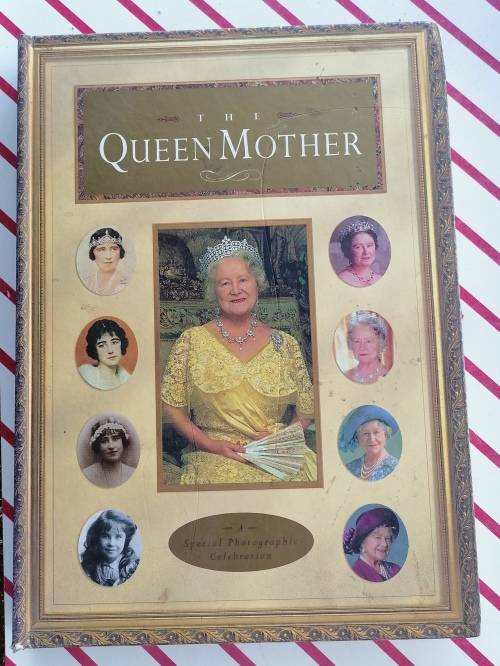 THE
QUEEN MOTHER
A
Special Photographic
Celebration